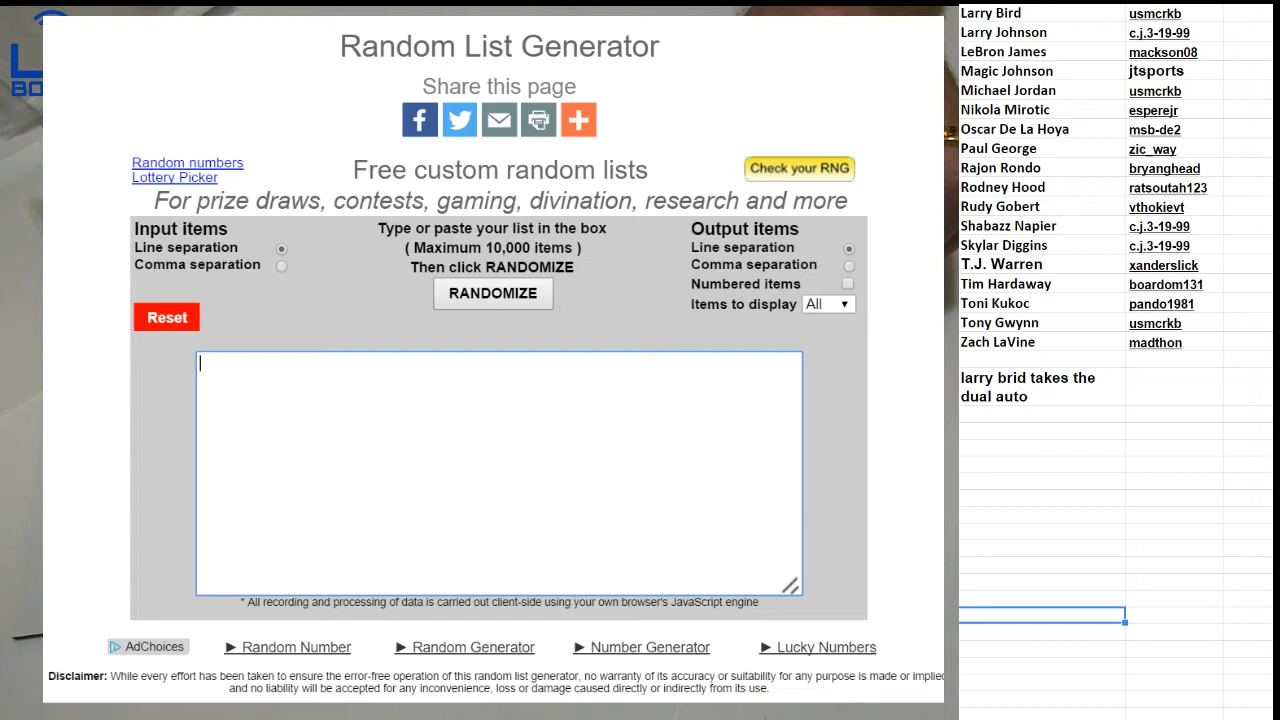 Random List Generator
Share this page
Random numbers
Lottery Picker
Free custom random lists
Check your RNG
For prize draws, contests, gaming, divination, research and more
Input items
Line separation
Comma separation
Type or paste your list in the box
( Maximum 10,000 items )
Then click RANDOMIZE
RANDOMIZE
Output items
Line separation
Comma separation
Numbered items
Items to display All
Reset
* All recording and processing of data is carried out client-side using your own browser's JavaScript engine
AdChoices
► Random Number
► Random Generator
► Number Generator
► Lucky Numbers
Disclaimer: While every effort has been taken to ensure the error-free operation of this random list generator, no warranty of its accuracy or suitability for any purpose is made or implied
and no liability will be accepted for any inconvenience, loss or damage caused directly or indirectly from its use.
Larry Bird usmcrkb
Larry Johnson c.j.3-19-99
LeBron James mackson08
Magic Johnson jtsports
Michael Jordan usmcrkb
Nikola Mirotic esperejr
Oscar De La Hoya msb-de2
Paul George zic_way
Rajon Rondo bryanghead
Rodney Hood ratsoutah123
Rudy Gobert vthokievt
Shabazz Napier c.j.3-19-99
Skylar Diggins c.j.3-19-99
T.J. Warren xanderslick
Tim Hardaway boardom131
Toni Kukoc pando1981
Tony Gwynn usmcrkb
Zach LaVine madthon
larry brid takes the
dual auto